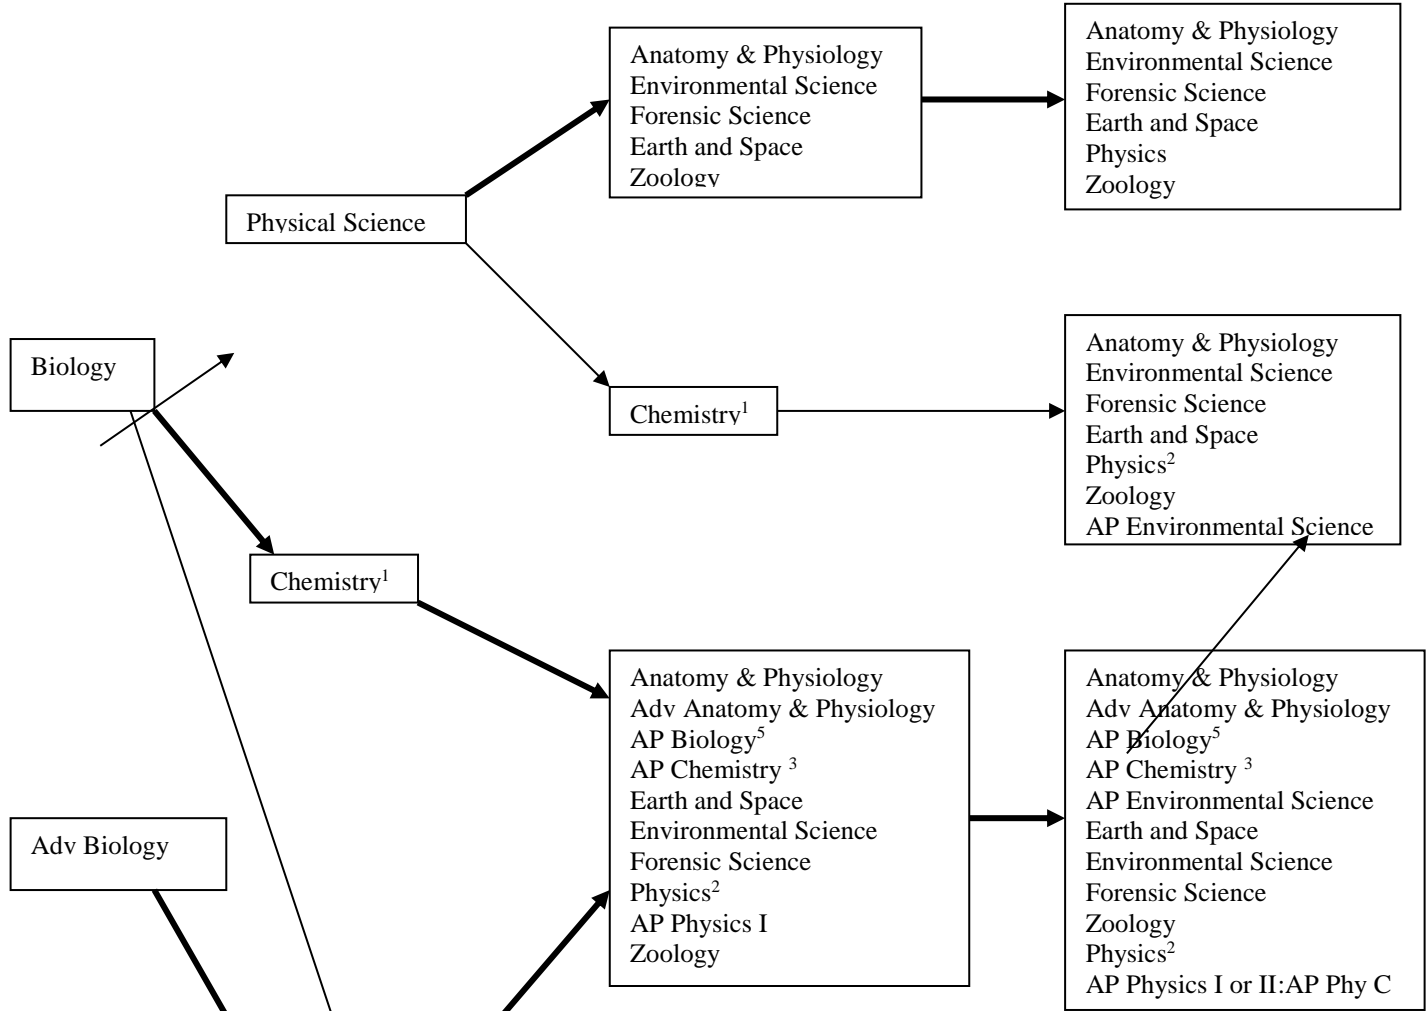 Anatomy & Physiology
Environmental Science
Forensic Science
Earth and Space
Zoology
Anatomy & Physiology
Environmental Science
Forensic Science
Earth and Space
Physics
Zoology
Physical Science
Biology
Chemistry¹
Anatomy & Physiology
Environmental Science
Forensic Science
Earth and Space
Physics²
Zoology
AP Environmental Science
Chemistry¹
Anatomy & Physiology
Adv Anatomy & Physiology
AP Biology⁵
AP Chemistry ³
Earth and Space
Environmental Science
Forensic Science
Physics²
AP Physics I
Zoology
Anatomy & Physiology
Adv Anatomy & Physiology
AP Biology⁵
AP Chemistry ³
AP Environmental Science
Earth and Space
Environmental Science
Forensic Science
Zoology
Physics²
AP Physics I or II:AP Phy C
Adv Biology